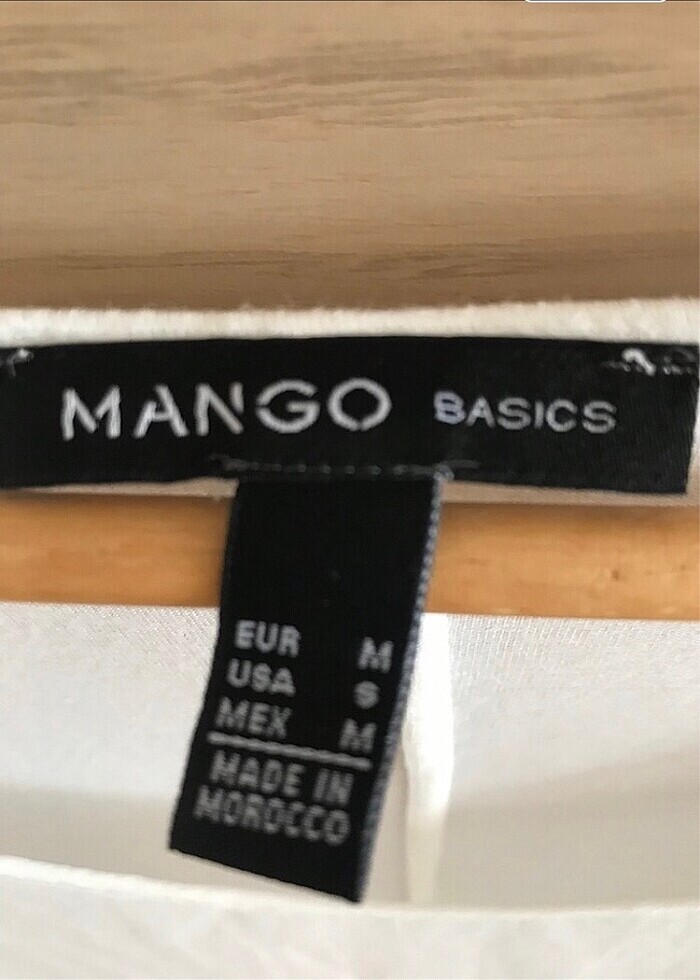 MANGO BASICS
EUR M
USA S
MEX M
MADE IN
MOROCCO